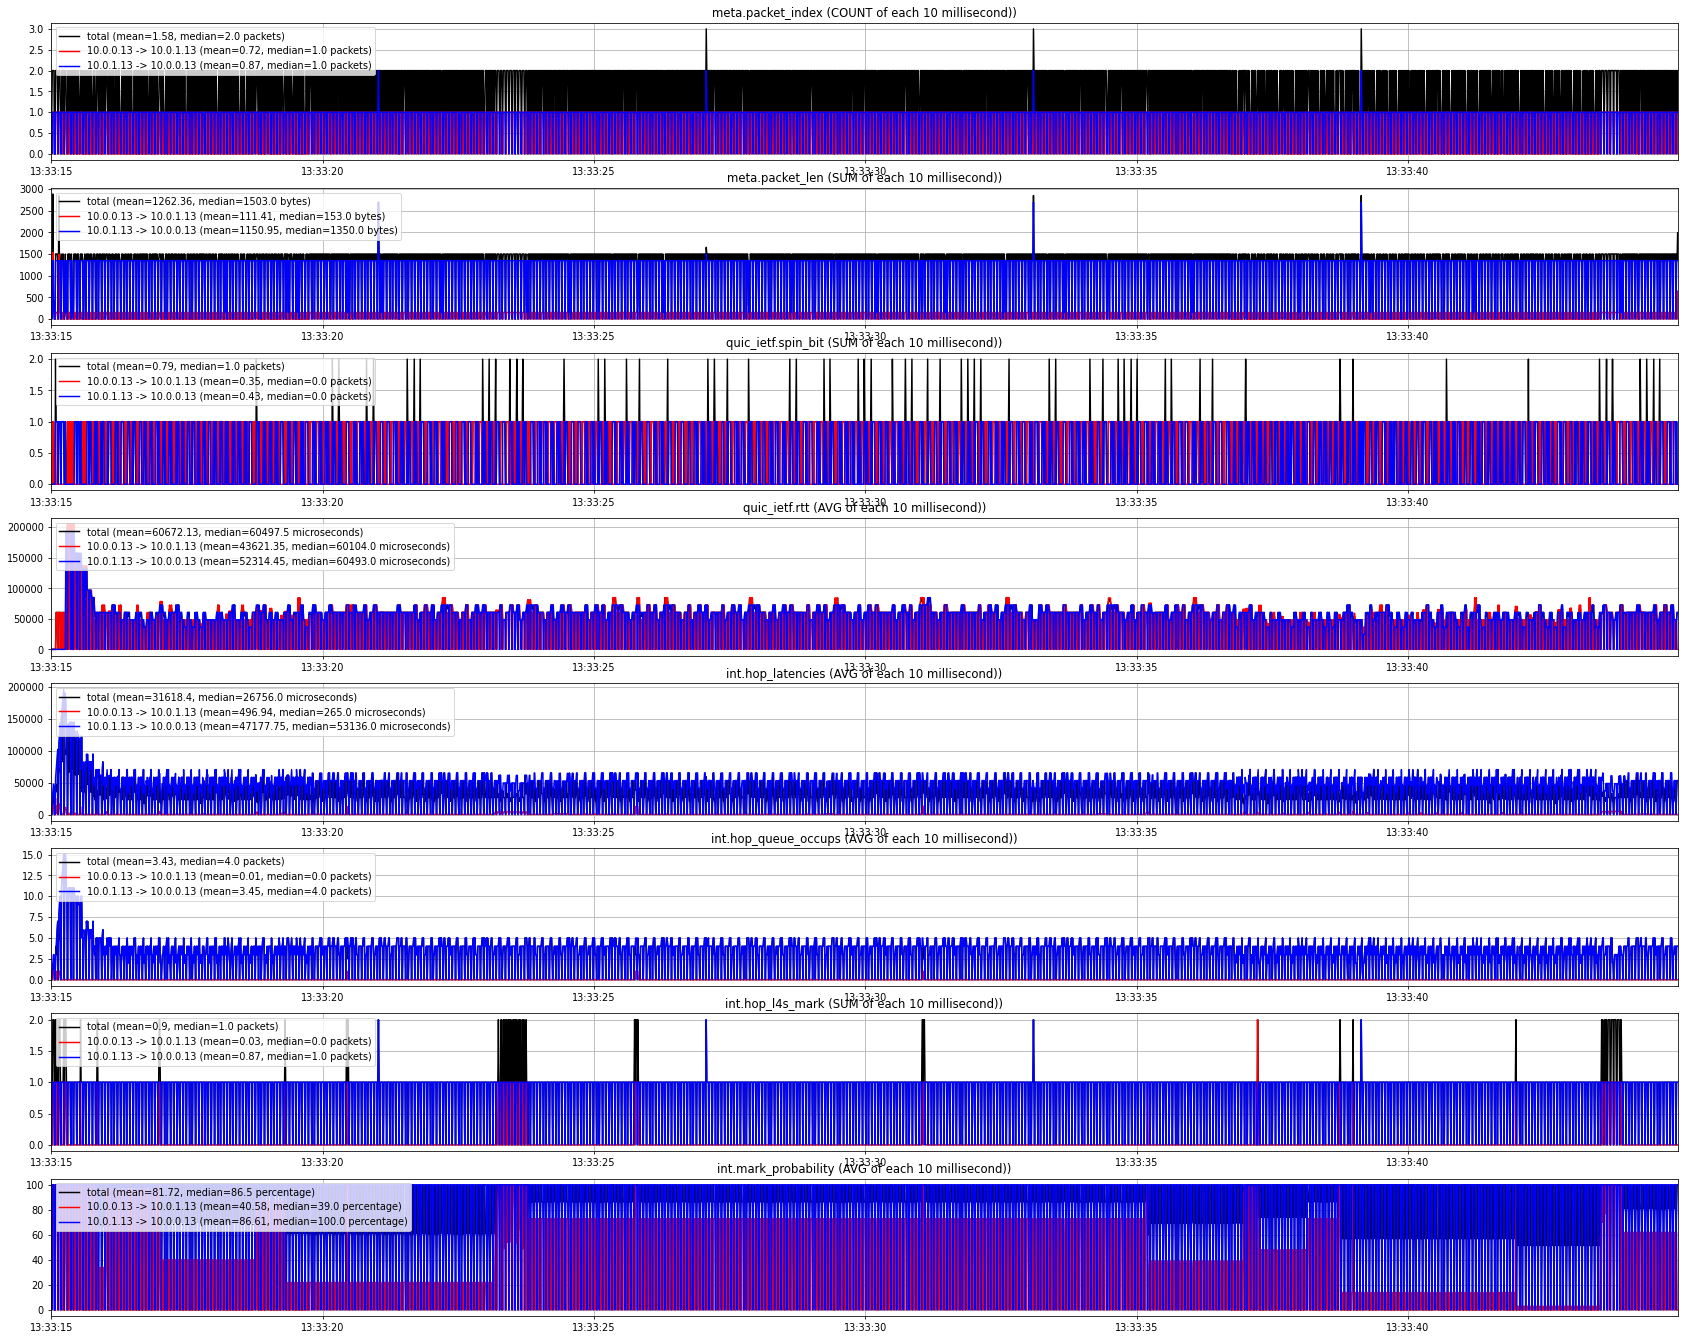 meta.packet_index (COUNT of each 10 millisecond))
3.0
2.5
2.0
1.5
1.0
0.5
0.0
total (mean=1.58, median=2.0 packets)
10.0.0.13 -> 10.0.1.13 (mean=0.72, median=1.0 packets)
10.0.1.13 -> 10.0.0.13 (mean=0.87, median=1.0 packets)
13:33:15 13:33:20 13:33:25 13:33:30 13:33:35 13:33:40
meta.packet_len (SUM of each 10 millisecond))
3000
2500
2000
1500
1000
500
0
total (mean=1262.36, median=1503.0 bytes)
10.0.0.13 -> 10.0.1.13 (mean=111.41, median=153.0 bytes)
10.0.1.13 -> 10.0.0.13 (mean=1150.95, median=1350.0 bytes)
13:33:15 13:33:20 13:33:25 13:33:30 13:33:35 13:33:40
quic_ietf.spin_bit (SUM of each 10 millisecond))
2.0
1.5
1.0
0.5
0.0
total (mean=0.79, median=1.0 packets)
10.0.0.13 -> 10.0.1.13 (mean=0.35, median=0.0 packets)
10.0.1.13 -> 10.0.0.13 (mean=0.43, median=0.0 packets)
13:33:15 13:33:20 13:33:25 13:33:30 13:33:35 13:33:40
quic_ietf.rtt (AVG of each 10 millisecond))
200000
150000
100000
50000
0
total (mean=60672.13, median=60497.5 microseconds)
10.0.0.13 -> 10.0.1.13 (mean=43621.35, median=60104.0 microseconds)
10.0.1.13 -> 10.0.0.13 (mean=52314.45, median=60493.0 microseconds)
13:33:15 13:33:20 13:33:25 13:33:30 13:33:35 13:33:40
int.hop_latencies (AVG of each 10 millisecond))
200000
150000
100000
50000
0
total (mean=31618.4, median=26756.0 microseconds)
10.0.0.13 -> 10.0.1.13 (mean=496.94, median=265.0 microseconds)
10.0.1.13 -> 10.0.0.13 (mean=47177.75, median=53136.0 microseconds)
13:33:15 13:33:20 13:33:25 13:33:30 13:33:35 13:33:40
int.hop_queue_occups (AVG of each 10 millisecond))
15.0
12.5
10.0
7.5
5.0
2.5
0.0
total (mean=3.43, median=4.0 packets)
10.0.0.13 -> 10.0.1.13 (mean=0.01, median=0.0 packets)
10.0.1.13 -> 10.0.0.13 (mean=3.45, median=4.0 packets)
13:33:15 13:33:20 13:33:25 13:33:30 13:33:35 13:33:40
int.hop_l4s_mark (SUM of each 10 millisecond))
2.0
1.5
1.0
0.5
0.0
total (mean=0.9, median=1.0 packets)
10.0.0.13 -> 10.0.1.13 (mean=0.03, median=0.0 packets)
10.0.1.13 -> 10.0.0.13 (mean=0.87, median=1.0 packets)
13:33:15 13:33:20 13:33:25 13:33:30 13:33:35 13:33:40
int.mark_probability (AVG of each 10 millisecond))
100
80
60
40
20
0
total (mean=81.72, median=86.5 percentage)
10.0.0.13 -> 10.0.1.13 (mean=40.58, median=39.0 percentage)
10.0.1.13 -> 10.0.0.13 (mean=86.61, median=100.0 percentage)
13:33:15 13:33:20 13:33:25 13:33:30 13:33:35 13:33:40